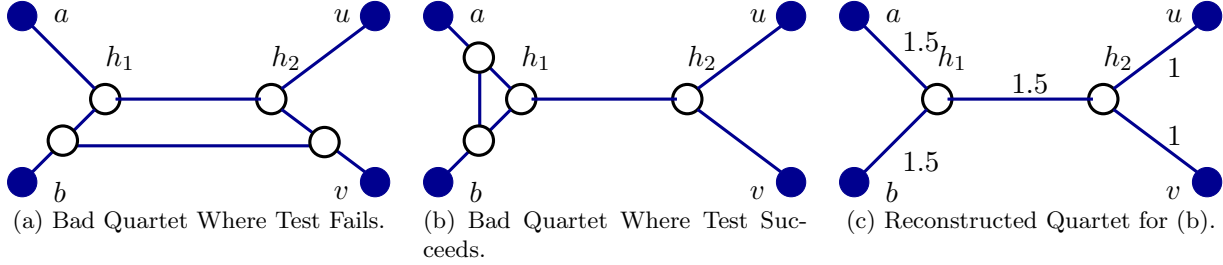 a u a u a u
h₁ h₂ h₁ h₂ 1.5 h₁ h₂ 1
1.5
1.5 1
b v b v b v
(a) Bad Quartet Where Test Fails.
(b) Bad Quartet Where Test Suc-
ceeds.
(c) Reconstructed Quartet for (b).